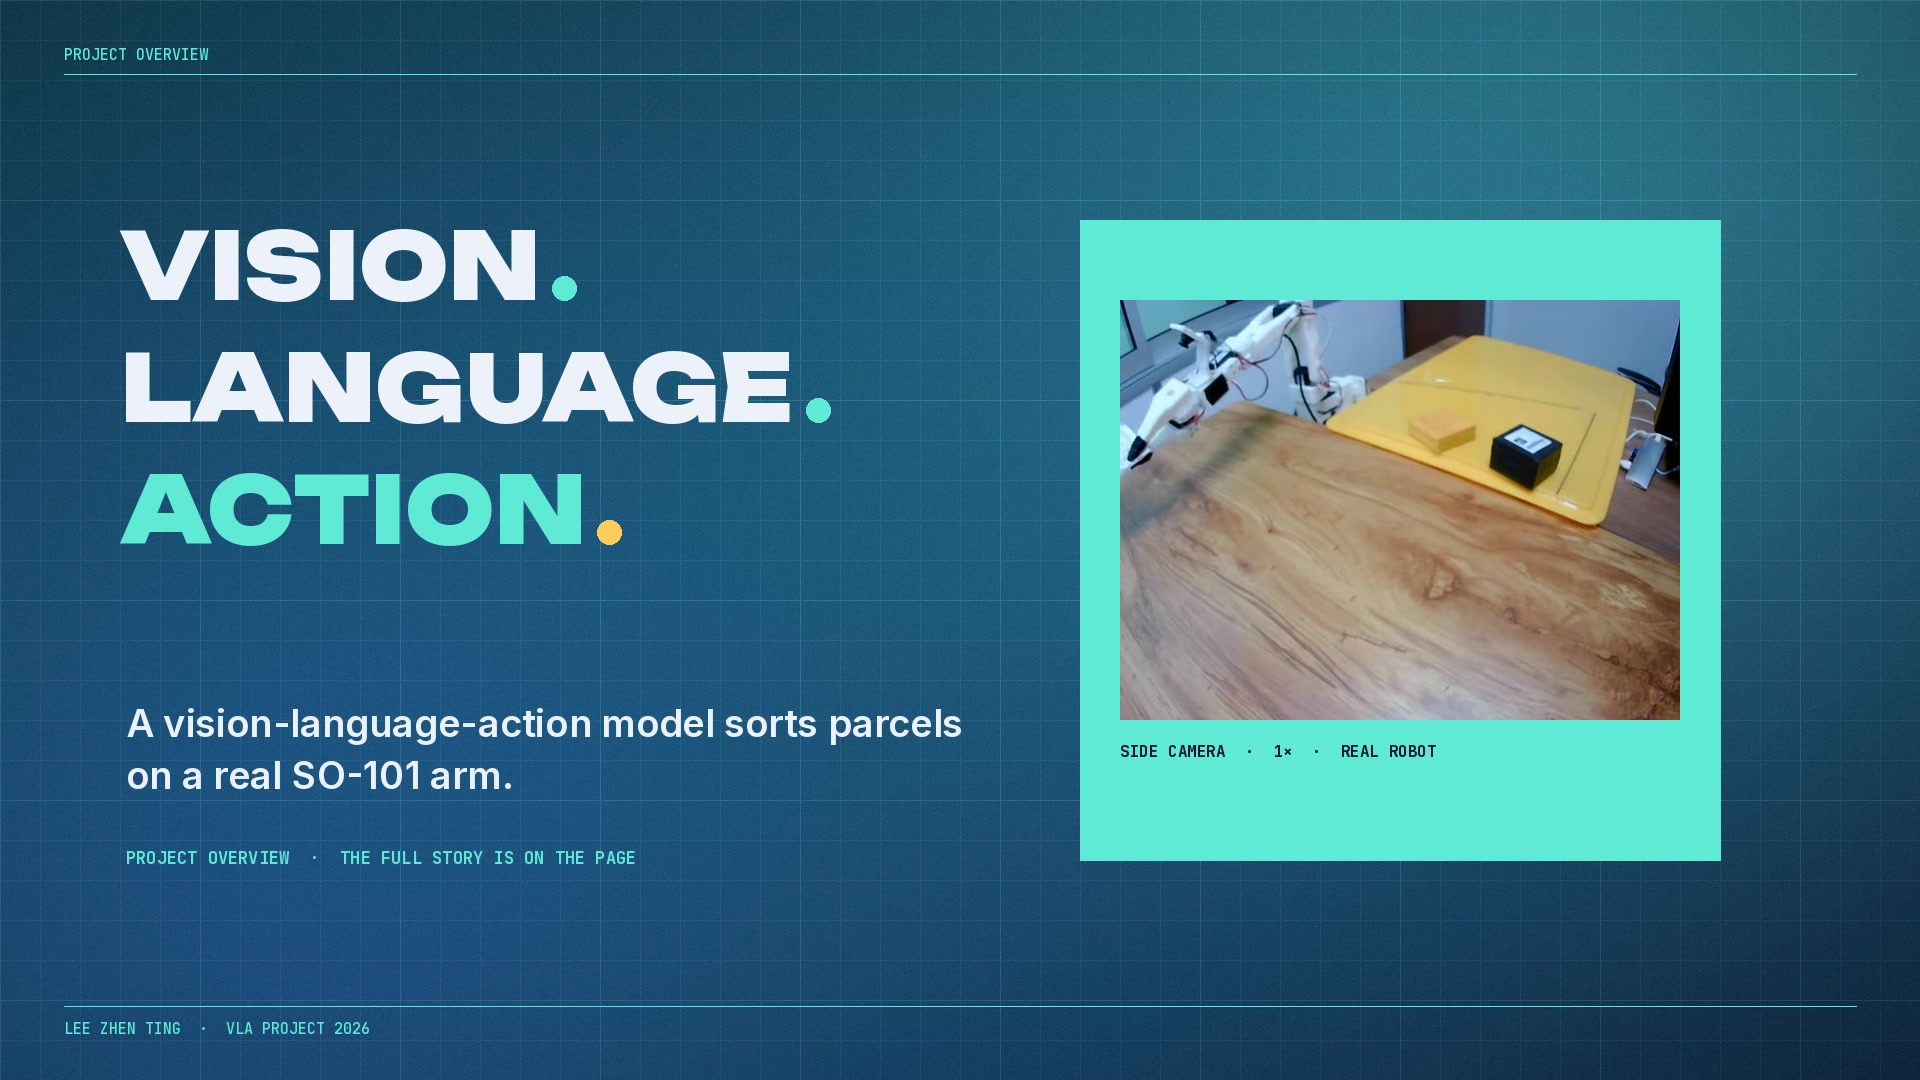 PROJECT OVERVIEW
VISION.
LANGUAGE.
ACTION.
A vision-language-action model sorts parcels
on a real SO-101 arm.
PROJECT OVERVIEW · THE FULL STORY IS ON THE PAGE
SIDE CAMERA · 1× · REAL ROBOT
LEE ZHEN TING · VLA PROJECT 2026